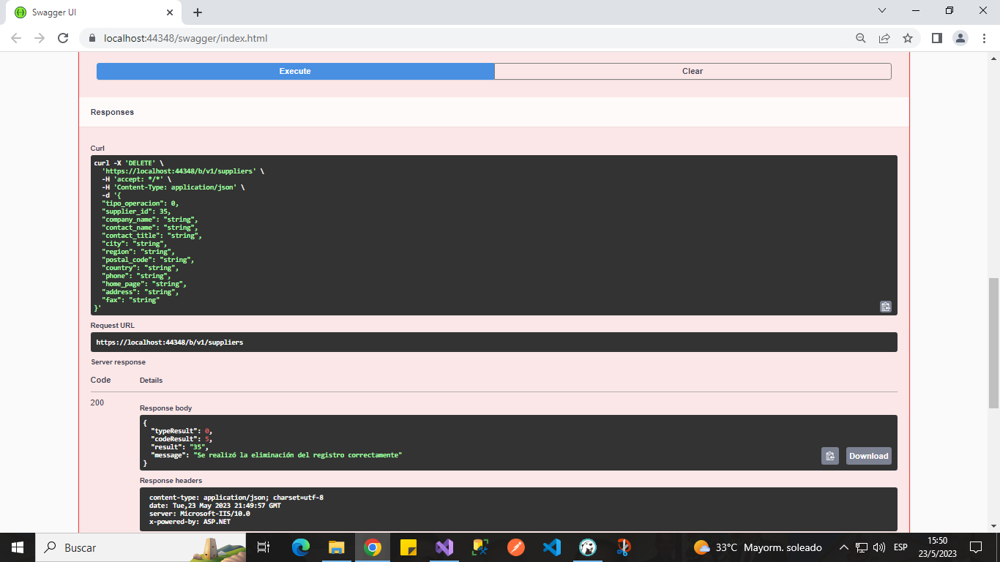 Swagger UI
localhost:44348/swagger/index.html
Execute
Clear
Responses
Curl
curl -X 'DELETE' \
'https://localhost:44348/b/v1/suppliers' \
-H 'accept: */*' \
-H 'Content-Type: application/json' \
-d '{
"tipo_operacion": 0,
"supplier_id": 35,
"company_name": "string",
"contact_name": "string",
"contact_title": "string",
"city": "string",
"region": "string",
"postal_code": "string",
"country": "string",
"phone": "string",
"home_page": "string",
"address": "string",
"fax": "string"
}'
Request URL
https://localhost:44348/b/v1/suppliers
Server response
Code Details
200
Response body
{
"typeResult": 0,
"codeResult": 5,
"result": "35",
"message": "Se realizó la eliminación del registro correctamente"
}
Download
Response headers
content-type: application/json; charset=utf-8
date: Tue,23 May 2023 21:49:57 GMT
server: Microsoft-IIS/10.0
x-powered-by: ASP.NET
Buscar
33°C Mayorm. soleado
ESP
15:50
23/5/2023